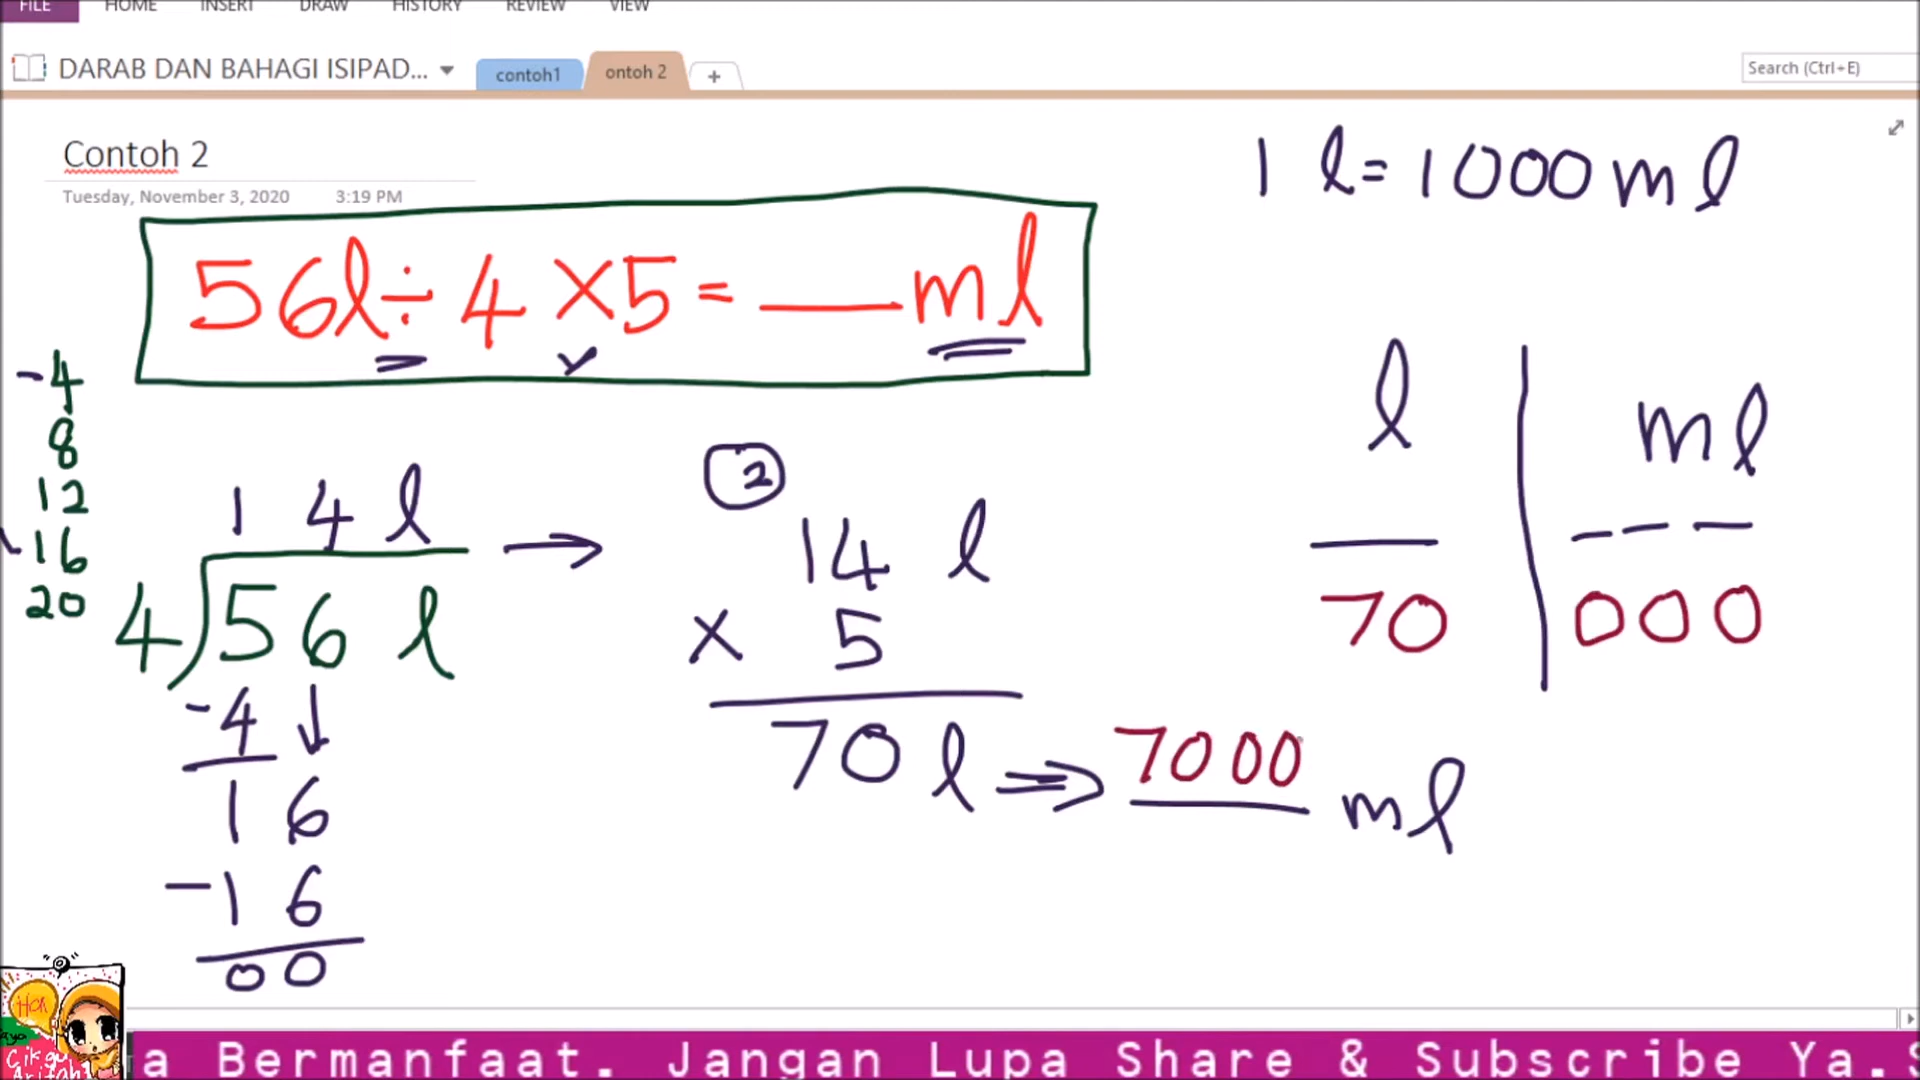 FILE HOME INSERT DRAW HISTORY REVIEW VIEW
DARAB DAN BAHAGI ISIPAD... contoh1 ontoh 2 +
Search (Ctrl+E)
Contoh 2
Tuesday, November 3, 2020 3:19 PM
1 l = 1000 ml
56l ÷ 4 × 5 = ___ ml
-4
8
12
-16
20
14 l
4)56 l
-4
16
-16
00
2
14 l
× 5
70 l ⇒ 7000 ml
l | ml
70 | 000
Hai
Cikgu
Arifah
a Bermanfaat. Jangan Lupa Share & Subscribe Ya.S